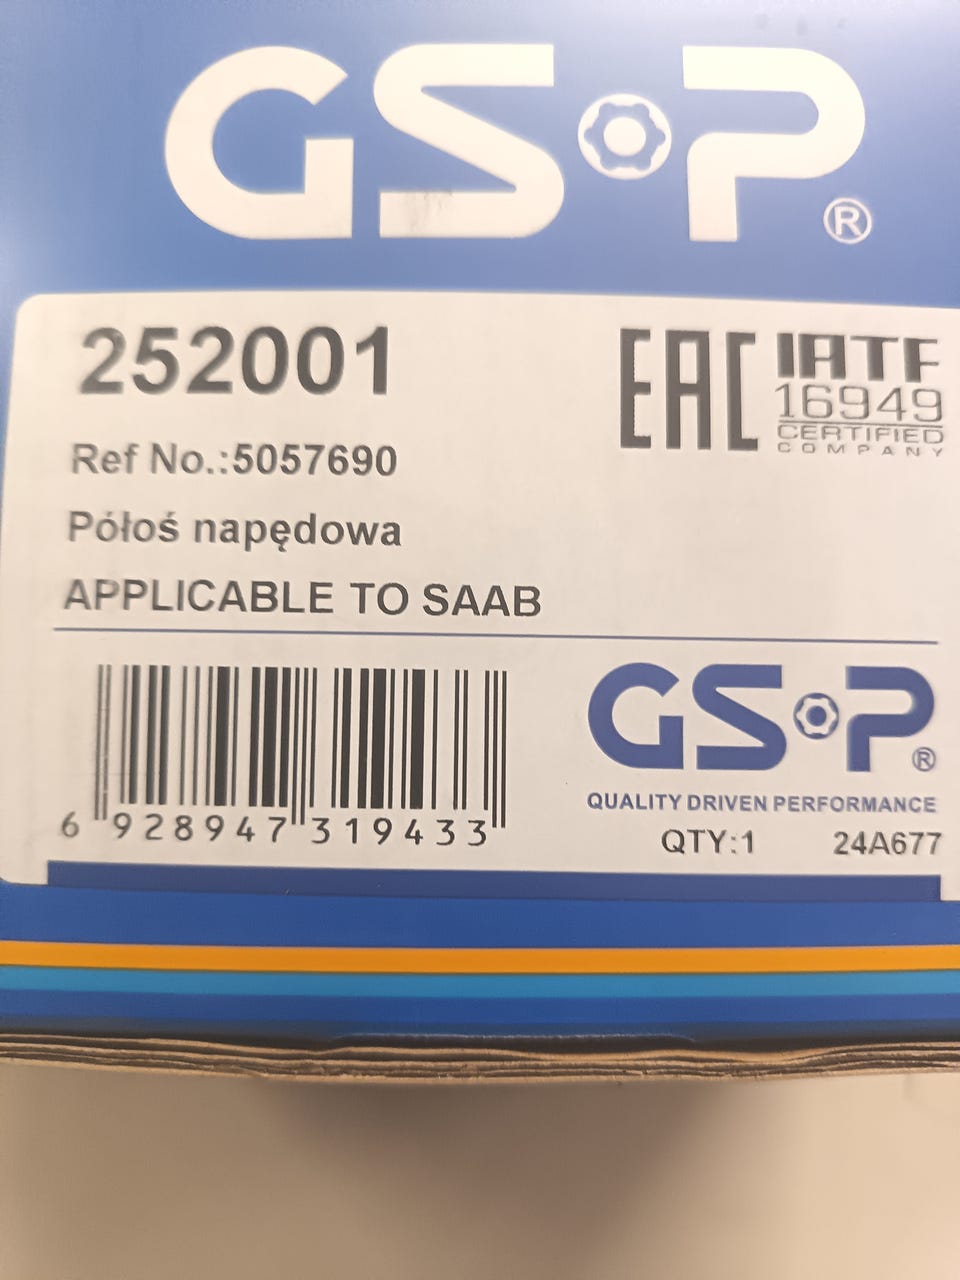 GSP®
252001
EAC
IATF
16949
CERTIFIED
COMPANY
Ref No.:5057690
Półoś napędowa
APPLICABLE TO SAAB
GSP®
QUALITY DRIVEN PERFORMANCE
6 928947 319433
QTY:1 24A677